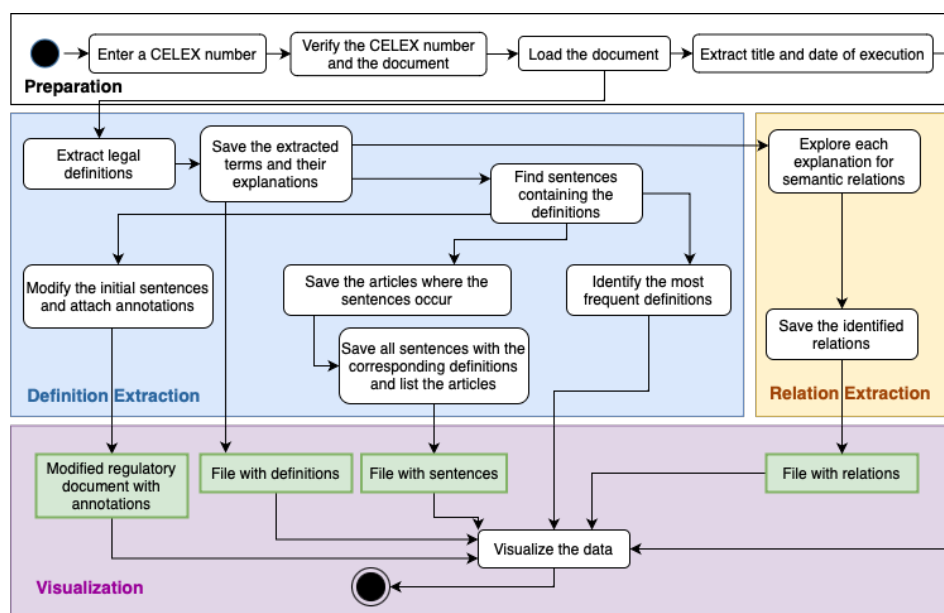 Enter a CELEX number
Verify the CELEX number
and the document
Load the document
Extract title and date of execution
Preparation
Extract legal
definitions
Save the extracted
terms and their
explanations
Find sentences
containing the
definitions
Explore each
explanation for
semantic relations
Modify the initial sentences
and attach annotations
Save the articles where the
sentences occur
Identify the most
frequent definitions
Save all sentences with the
corresponding definitions
and list the articles
Save the identified
relations
Definition Extraction
Relation Extraction
Modified regulatory
document with
annotations
File with definitions
File with sentences
File with relations
Visualize the data
Visualization